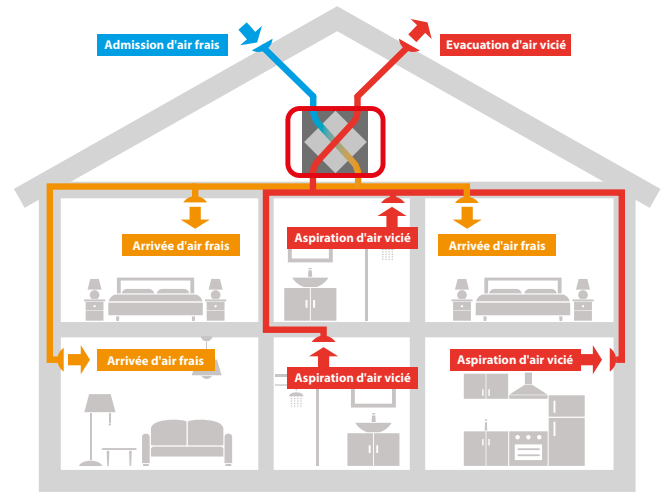 Admission d'air frais
Evacuation d'air vicié
Arrivée d'air frais
Aspiration d'air vicié
Arrivée d'air frais
Arrivée d'air frais
Aspiration d'air vicié
Aspiration d'air vicié